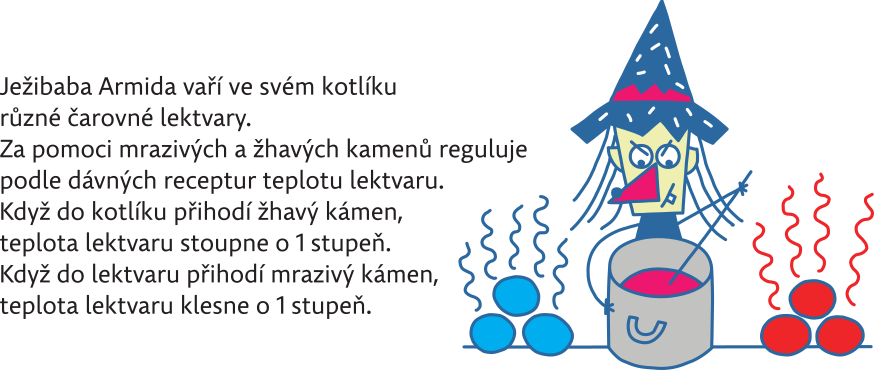 Ježibaba Armida vaří ve svém kotlíku
různé čarovné lektvary.
Za pomoci mrazivých a žhavých kamenů reguluje
podle dávných receptur teplotu lektvaru.
Když do kotlíku přihodí žhavý kámen,
teplota lektvaru stoupne o 1 stupeň.
Když do lektvaru přihodí mrazivý kámen,
teplota lektvaru klesne o 1 stupeň.